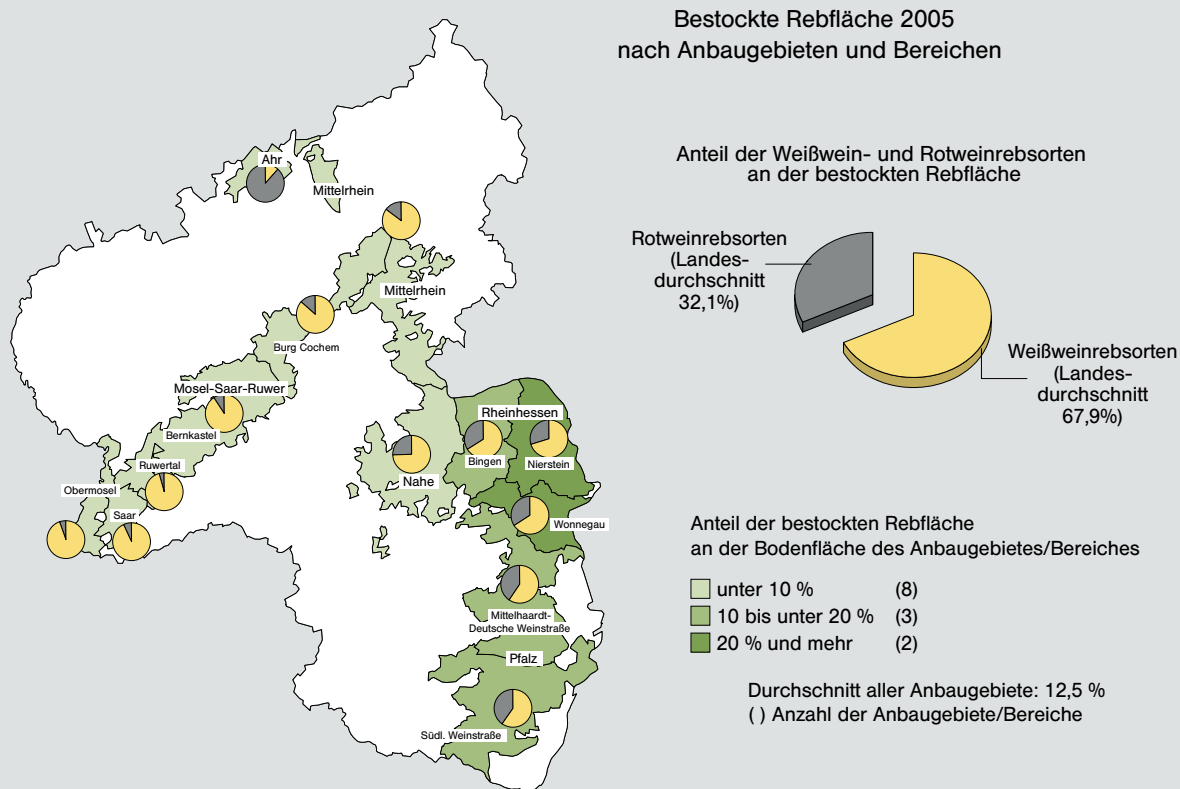 Bestockte Rebfläche 2005
nach Anbaugebieten und Bereichen
Anteil der Weißwein- und Rotweinrebsorten
an der bestockten Rebfläche
Rotweinrebsorten
(Landes-
durchschnitt
32,1%)
Weißweinrebsorten
(Landes-
durchschnitt
67,9%)
Ahr
Mittelrhein
Mittelrhein
Burg Cochem
Mosel-Saar-Ruwer
Bernkastel
Ruwertal
Obermosel
Saar
Nahe
Rheinhessen
Bingen
Nierstein
Wonnegau
Mittelhaardt-
Deutsche Weinstraße
Pfalz
Südl. Weinstraße
Anteil der bestockten Rebfläche
an der Bodenfläche des Anbaugebietes/Bereiches
unter 10 % (8)
10 bis unter 20 % (3)
20 % und mehr (2)
Durchschnitt aller Anbaugebiete: 12,5 %
( ) Anzahl der Anbaugebiete/Bereiche